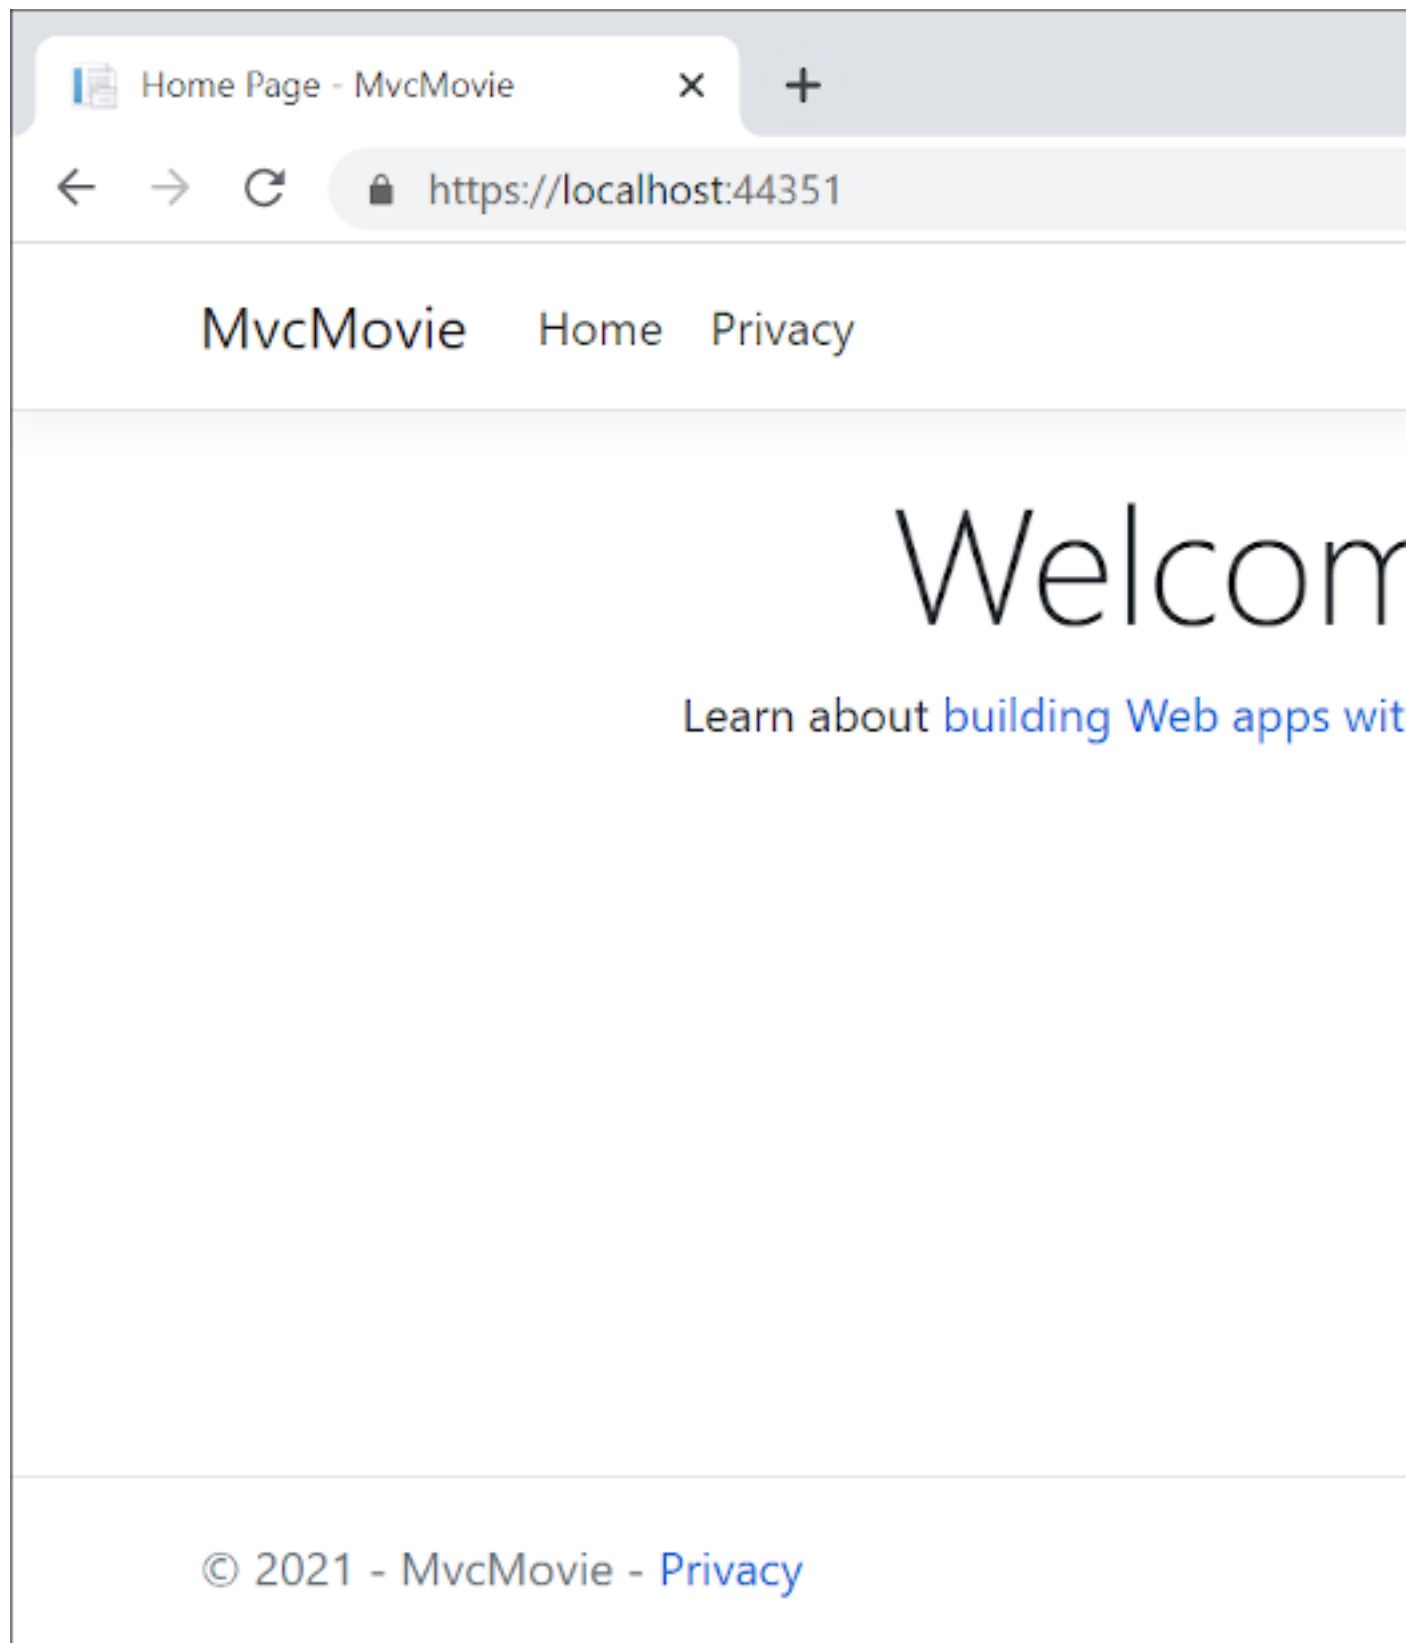 Home Page - MvcMovie
https://localhost:44351
MvcMovie Home Privacy
Welcom
Learn about building Web apps wit
© 2021 - MvcMovie - Privacy